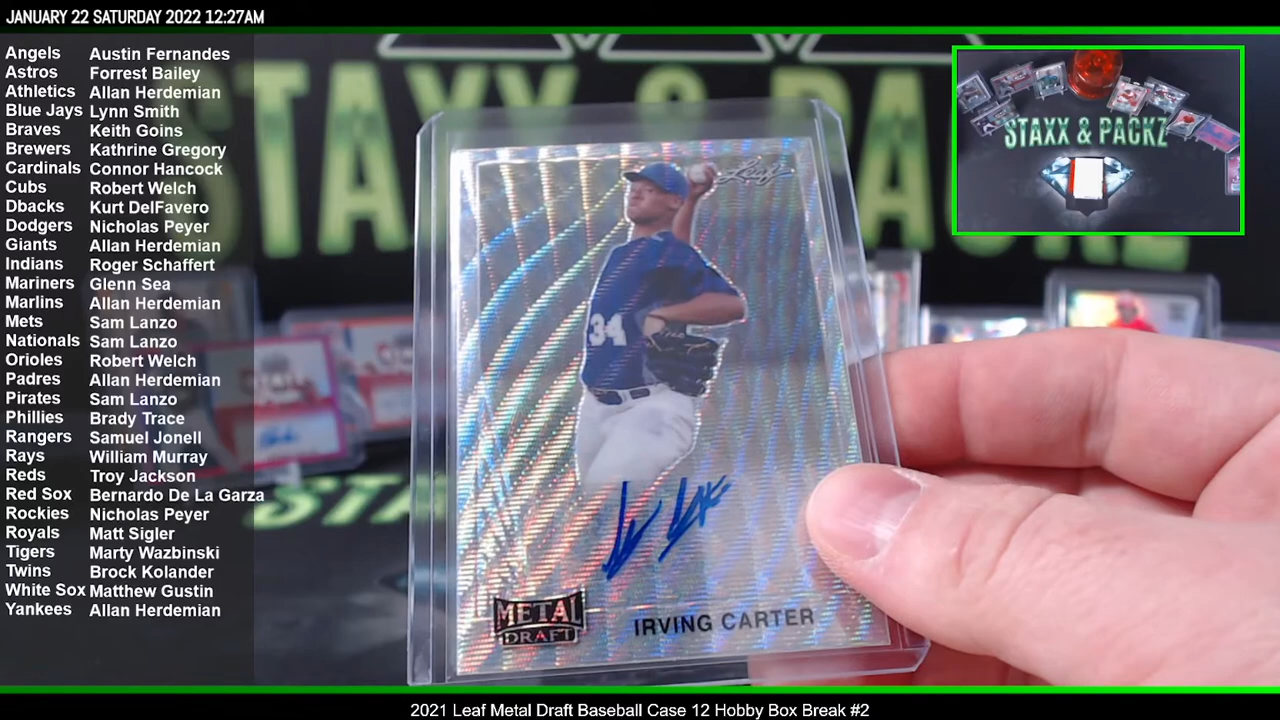 JANUARY 22 SATURDAY 2022 12:27AM
Angels Austin Fernandes
Astros Forrest Bailey
Athletics Allan Herdemian
Blue Jays Lynn Smith
Braves Keith Goins
Brewers Kathrine Gregory
Cardinals Connor Hancock
Cubs Robert Welch
Dbacks Kurt DelFavero
Dodgers Nicholas Peyer
Giants Allan Herdemian
Indians Roger Schaffert
Mariners Glenn Sea
Marlins Allan Herdemian
Mets Sam Lanzo
Nationals Sam Lanzo
Orioles Robert Welch
Padres Allan Herdemian
Pirates Sam Lanzo
Phillies Brady Trace
Rangers Samuel Jonell
Rays William Murray
Reds Troy Jackson
Red Sox Bernardo De La Garza
Rockies Nicholas Peyer
Royals Matt Sigler
Tigers Marty Wazbinski
Twins Brock Kolander
White Sox Matthew Gustin
Yankees Allan Herdemian
STAXX & PACKZ
STAXX & PACKZ
Leaf
34
METAL
DRAFT
IRVING CARTER
2021 Leaf Metal Draft Baseball Case 12 Hobby Box Break #2